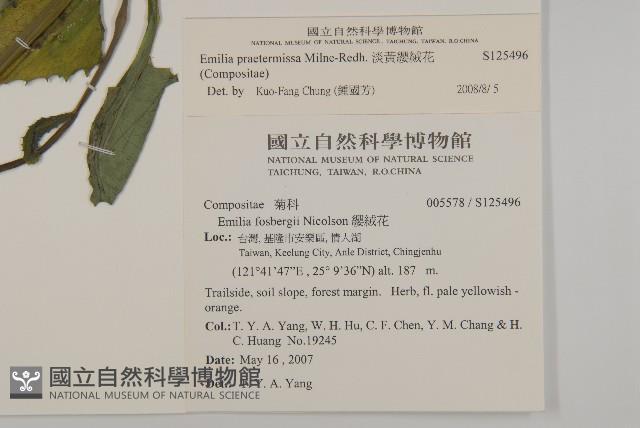 國立自然科學博物館
NATIONAL MUSEUM OF NATURAL SCIENCE, TAICHUNG, TAIWAN, R.O.CHINA
Emilia praetermissa Milne-Redh. 淡黃纓絨花 S125496
(Compositae)
Det. by Kuo-Fang Chung (鍾國芳) 2008/8/5
國立自然科學博物館
NATIONAL MUSEUM OF NATURAL SCIENCE
TAICHUNG, TAIWAN, R.O.CHINA
Compositae 菊科 005578 / S125496
Emilia fosbergii Nicolson 纓絨花
Loc.: 台灣, 基隆市安樂區, 情人湖
Taiwan, Keelung City, Anle District, Chingjenhu
(121°41'47"E , 25° 9'36"N) alt. 187 m.
Trailside, soil slope, forest margin. Herb, fl. pale yellowish -
orange.
Col.: T. Y. A. Yang, W. H. Hu, C. F. Chen, Y. M. Chang & H.
C. Huang No.19245
Date: May 16 , 2007
Det.: T. Y. A. Yang
國立自然科學博物館
NATIONAL MUSEUM OF NATURAL SCIENCE